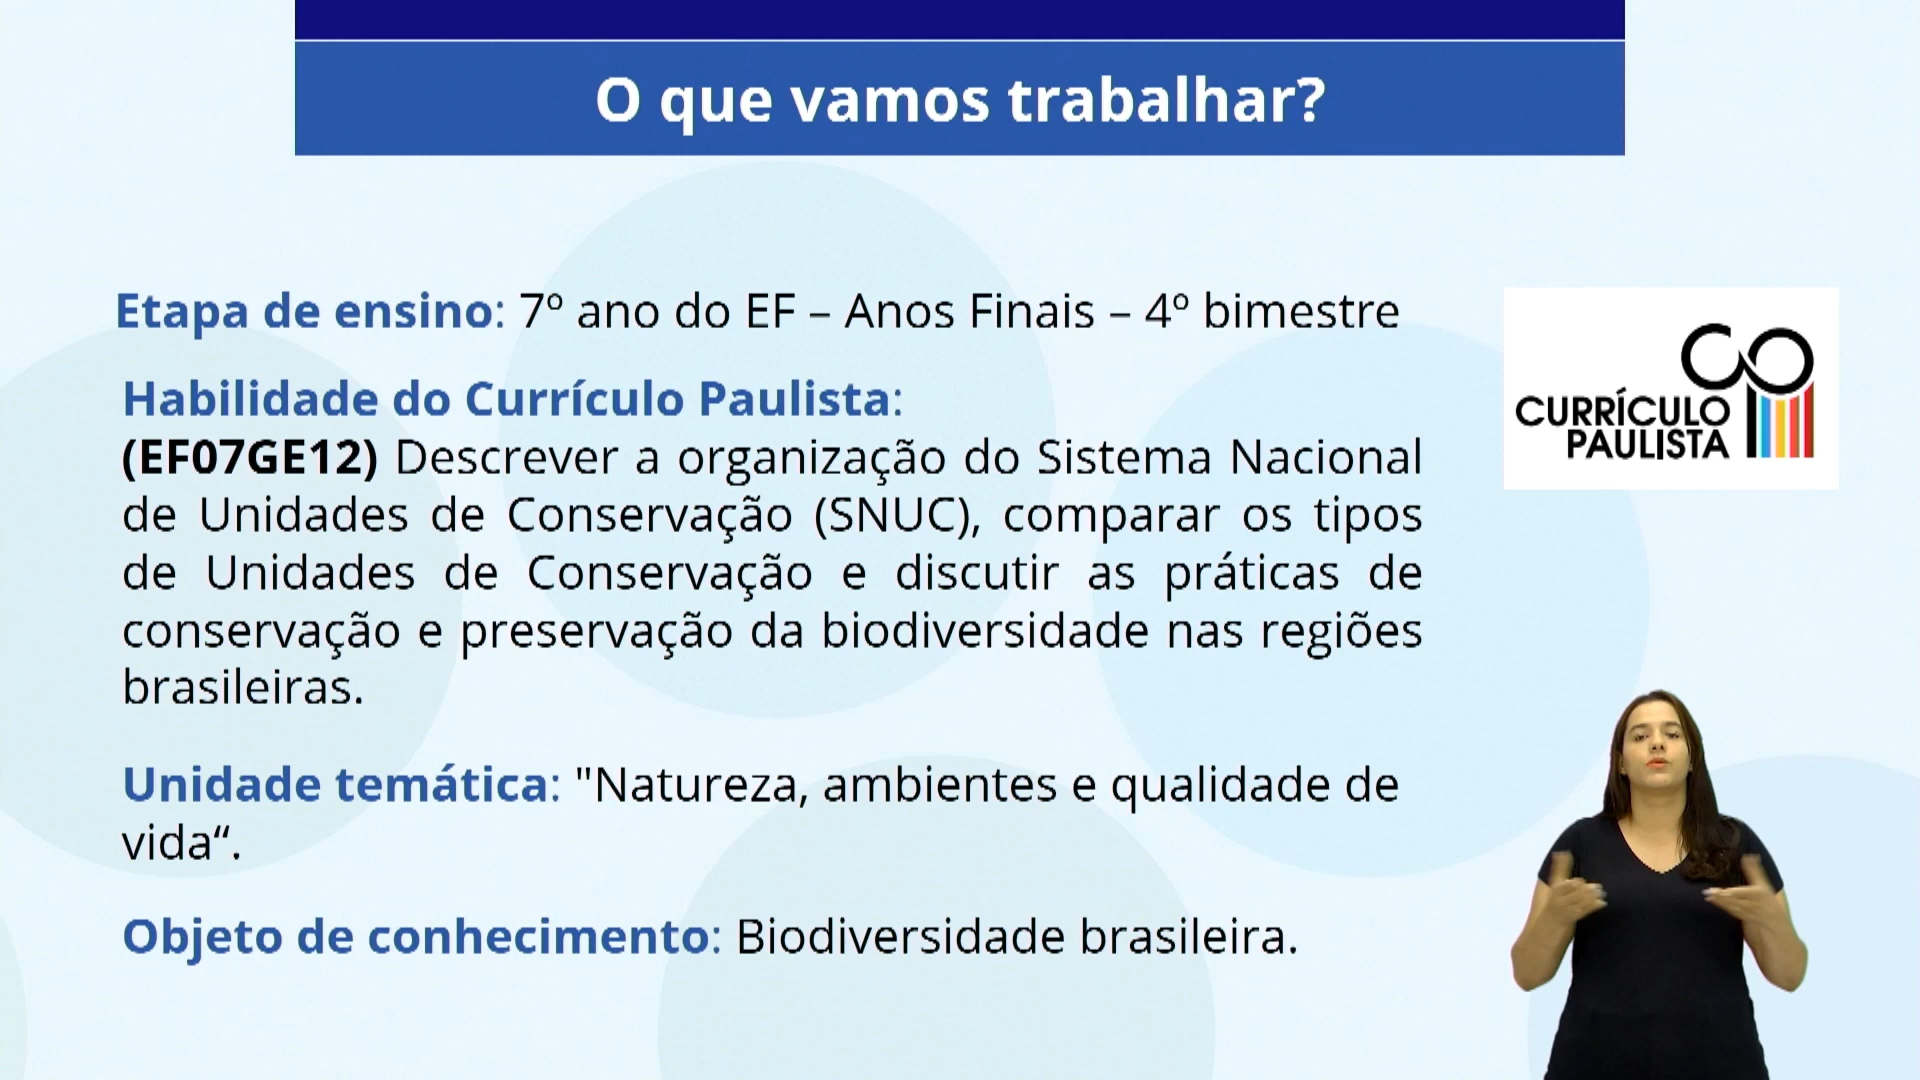 O que vamos trabalhar?
Etapa de ensino: 7º ano do EF – Anos Finais – 4º bimestre
Habilidade do Currículo Paulista:
(EF07GE12) Descrever a organização do Sistema Nacional
de Unidades de Conservação (SNUC), comparar os tipos
de Unidades de Conservação e discutir as práticas de
conservação e preservação da biodiversidade nas regiões
brasileiras.
Unidade temática: "Natureza, ambientes e qualidade de
vida“.
Objeto de conhecimento: Biodiversidade brasileira.
CURRÍCULO
PAULISTA